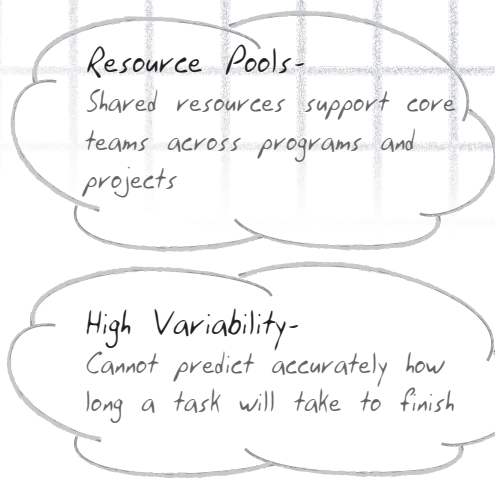 Resource Pools-
Shared resources support core
teams across programs and
projects
High Variability-
Cannot predict accurately how
long a task will take to finish